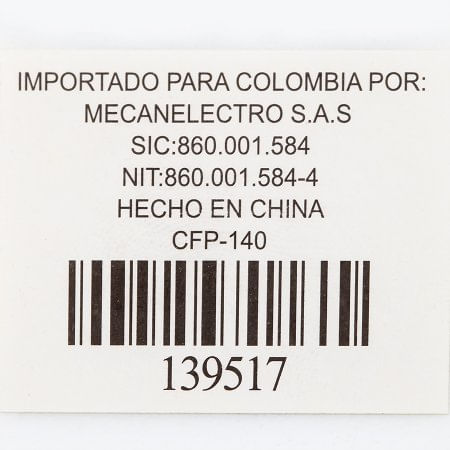 IMPORTADO PARA COLOMBIA POR:
MECANELECTRO S.A.S
SIC:860.001.584
NIT:860.001.584-4
HECHO EN CHINA
CFP-140
139517